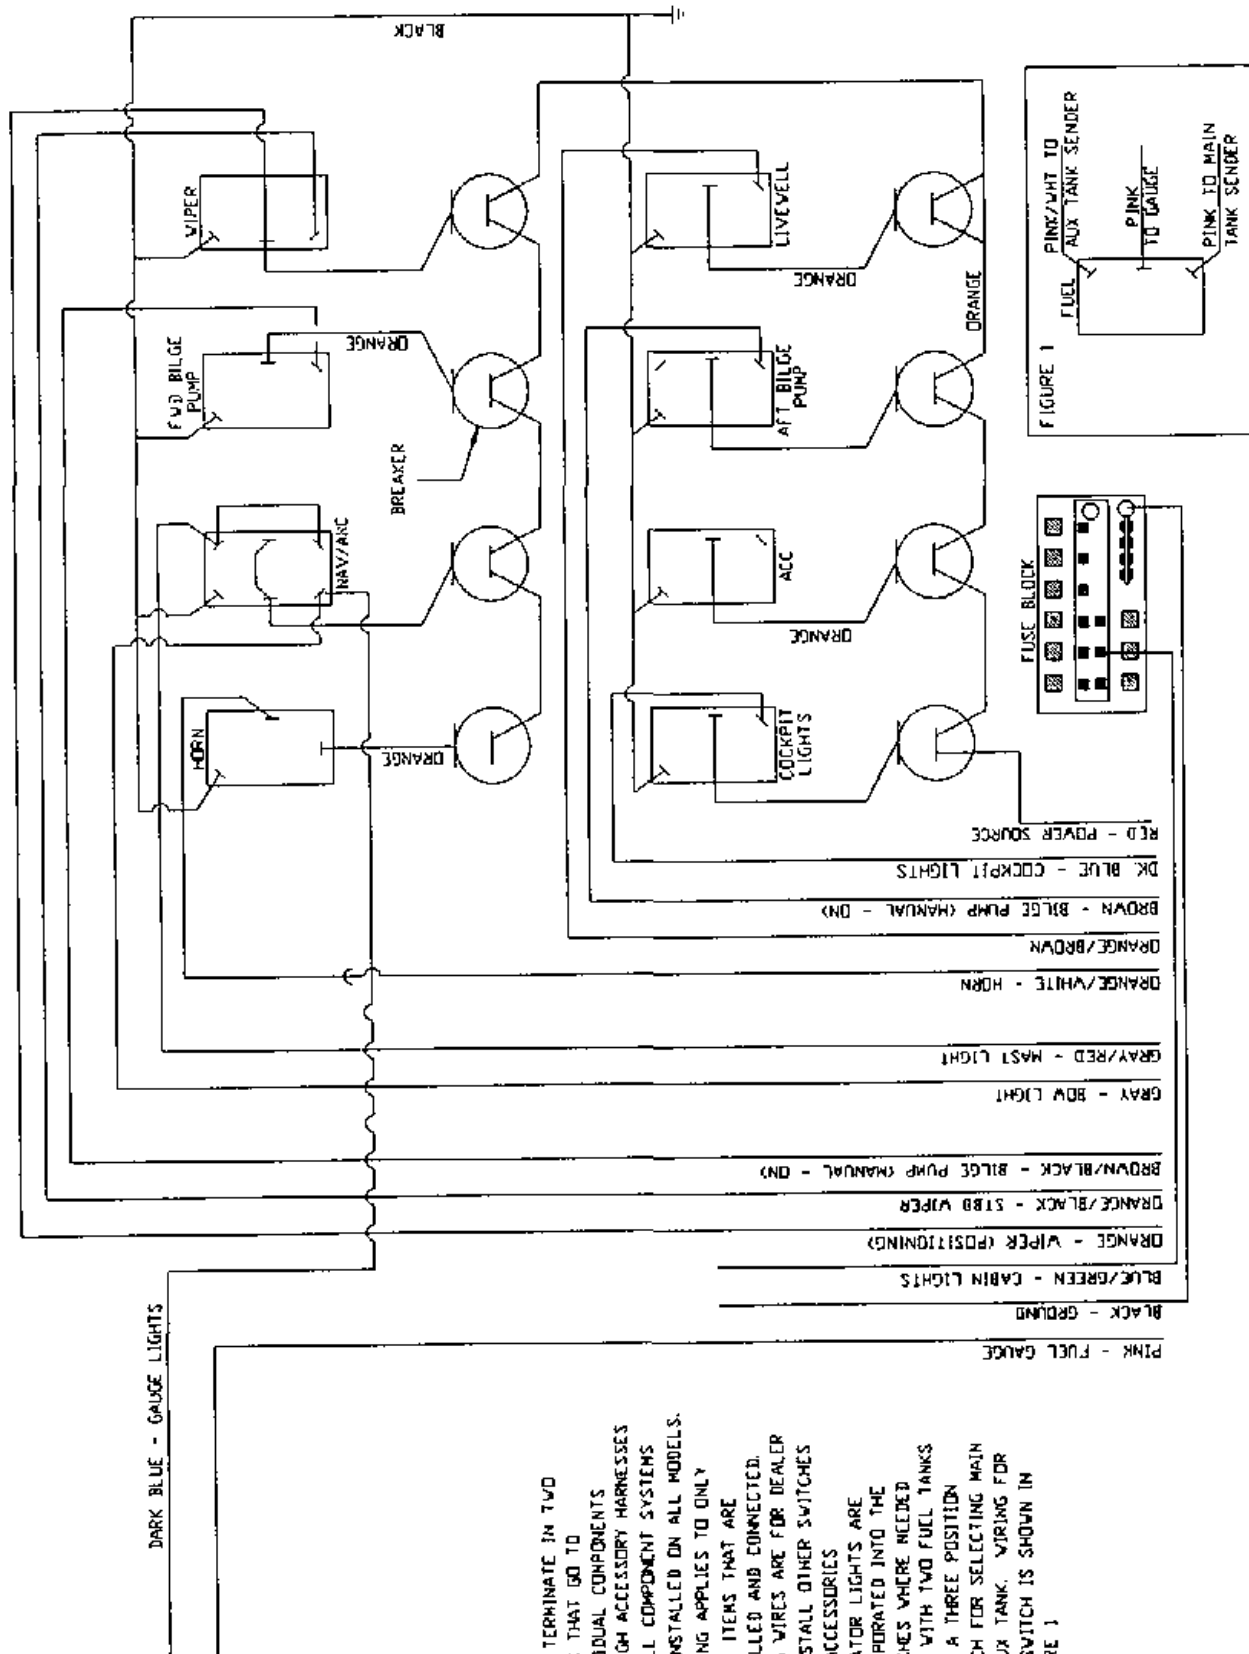 BLACK
WIPER
FWD BILGE
PUMP
ORANGE
BREAKER
NAV/ANC
HORN
ORANGE
LIVEWELL
ORANGE
AFT BILGE
PUMP
ORANGE
ACC
ORANGE
COCKPIT
LIGHTS
FIGURE 1
FUEL
PINK/WHT TO
AUX TANK SENDER
PINK
TO GAUGE
PINK TO MAIN
TANK SENDER
FUSE BLOCK
RED - POWER SOURCE
DK BLUE - COCKPIT LIGHTS
BROWN - BILGE PUMP (MANUAL - ON)
ORANGE/BROWN
ORANGE/WHITE - HORN
GRAY/RED - MAST LIGHT
GRAY - BOW LIGHT
BROWN/BLACK - BILGE PUMP (MANUAL - ON)
ORANGE/BLACK - STBD WIPER
ORANGE - WIPER (POSITIONING)
BLUE/GREEN - CABIN LIGHTS
BLACK - GROUND
PINK - FUEL GAUGE
DARK BLUE - GAUGE LIGHTS
TERMINATE IN TWO
THAT GO TO
IDUAL COMPONENTS
GH ACCESSORY HARNESSES
LL COMPONENT SYSTEMS
NSTALLED ON ALL MODELS.
NG APPLIES TO ONLY
ITEMS THAT ARE
LLED AND CONNECTED.
WIRES ARE FOR DEALER
STALL OTHER SWITCHES
CCESSORIES
ATOR LIGHTS ARE
PORATED INTO THE
HES WHERE NEEDED
WITH TWO FUEL TANKS
A THREE POSITION
CH FOR SELECTING MAIN
UX TANK. WIRING FOR
SWITCH IS SHOWN IN
RE 1